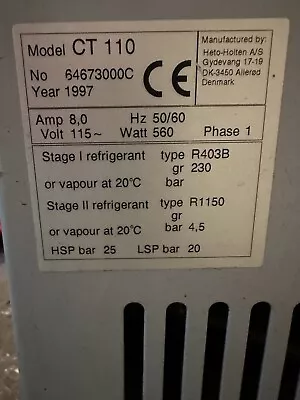 Model CT 110
No 64673000C
Year 1997
CE
Manufactured by:
Heto-Holten A/S
Gydevang 17-19
DK-3450 Allerød
Denmark
Amp 8,0 Hz 50/60
Volt 115~ Watt 560 Phase 1
Stage I refrigerant type R403B
gr 230
or vapour at 20°C bar
Stage II refrigerant type R1150
gr
or vapour at 20°C bar 4,5
HSP bar 25 LSP bar 20